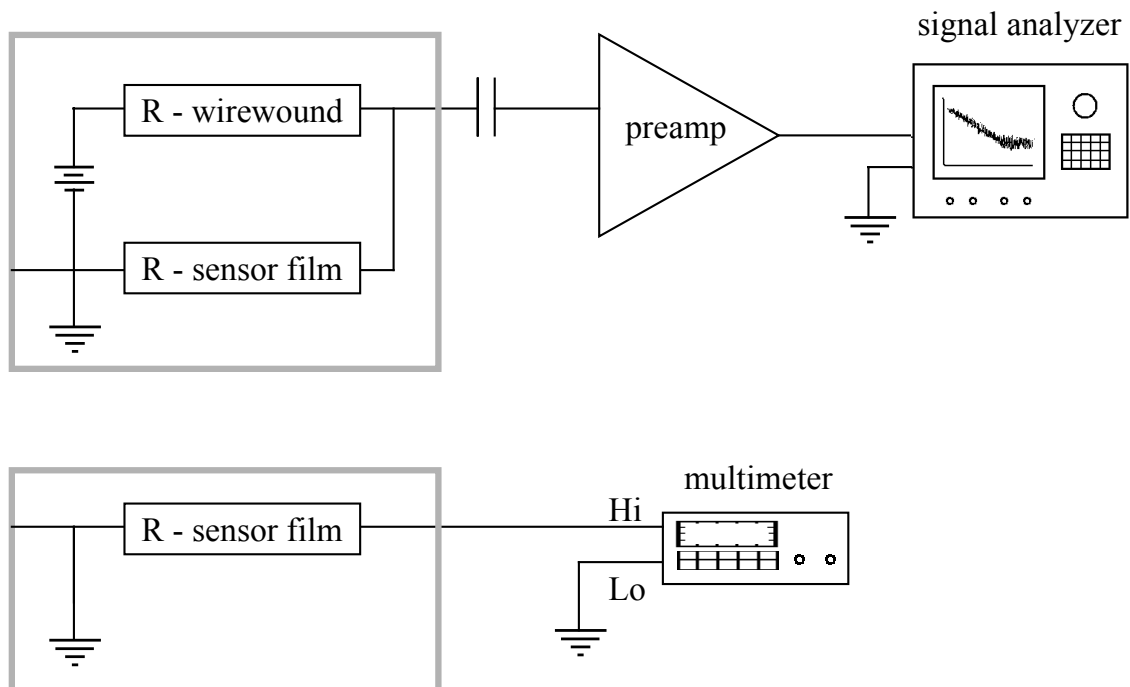 signal analyzer
R - wirewound
preamp
R - sensor film
multimeter
Hi
R - sensor film
Lo